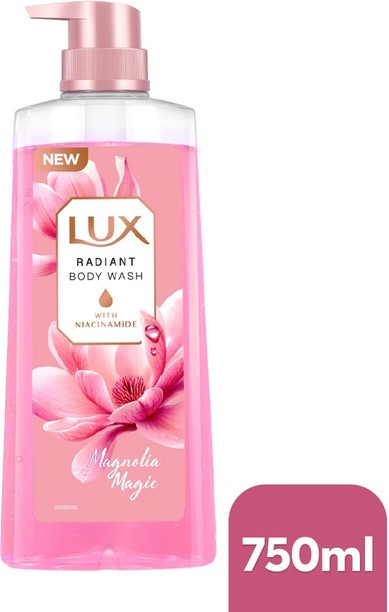 NEW
LUX
RADIANT
BODY WASH
WITH
NIACINAMIDE
Magnolia
Magic
750ml